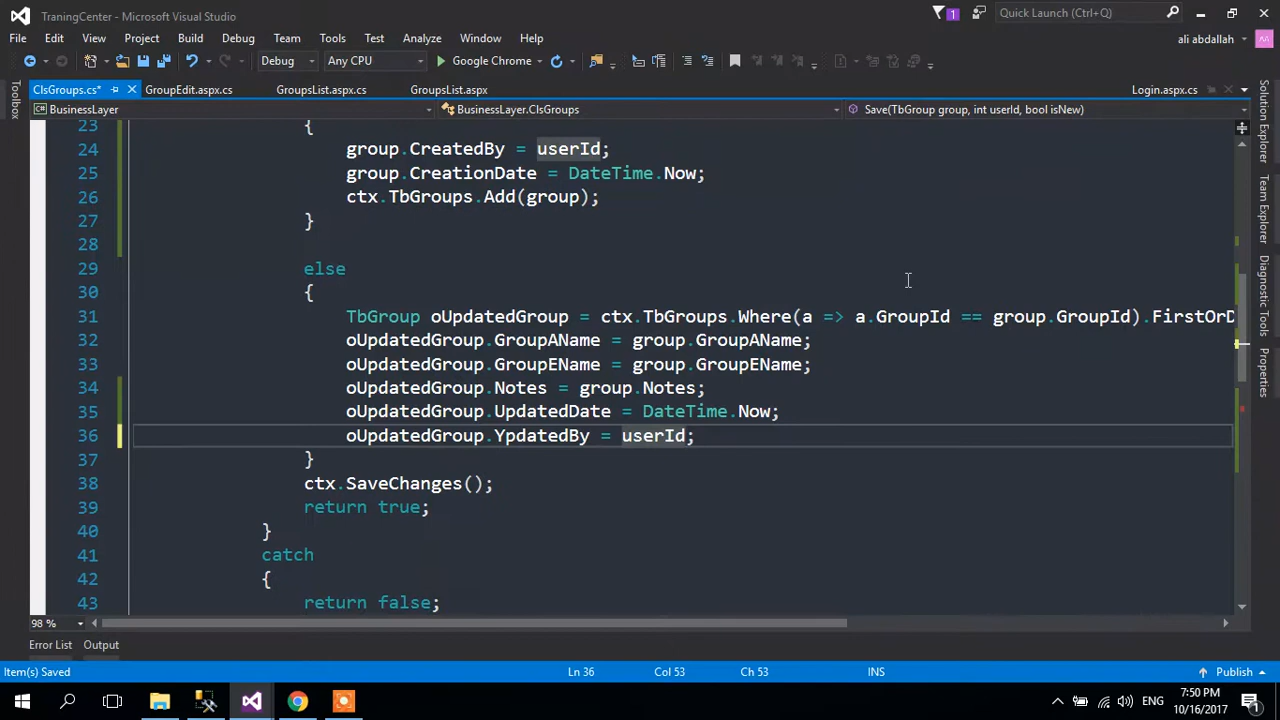 TraningCenter - Microsoft Visual Studio
1
Quick Launch (Ctrl+Q)
File Edit View Project Build Debug Team Tools Test Analyze Window Help
ali abdallah
Debug Any CPU Google Chrome
ClsGroups.cs* GroupEdit.aspx.cs GroupsList.aspx.cs GroupsList.aspx Login.aspx.cs
BusinessLayer BusinessLayer.ClsGroups Save(TbGroup group, int userId, bool isNew)
Toolbox
Solution Explorer
Team Explorer
Diagnostic Tools
Properties
23 {
24 group.CreatedBy = userId;
25 group.CreationDate = DateTime.Now;
26 ctx.TbGroups.Add(group);
27 }
28
29 else
30 {
31 TbGroup oUpdatedGroup = ctx.TbGroups.Where(a => a.GroupId == group.GroupId).FirstOrD
32 oUpdatedGroup.GroupAName = group.GroupAName;
33 oUpdatedGroup.GroupEName = group.GroupEName;
34 oUpdatedGroup.Notes = group.Notes;
35 oUpdatedGroup.UpdatedDate = DateTime.Now;
36 oUpdatedGroup.YpdatedBy = userId;
37 }
38 ctx.SaveChanges();
39 return true;
40 }
41 catch
42 {
43 return false;
98 %
Error List Output
Item(s) Saved Ln 36 Col 53 Ch 53 INS Publish
ENG 7:50 PM
10/16/2017
1